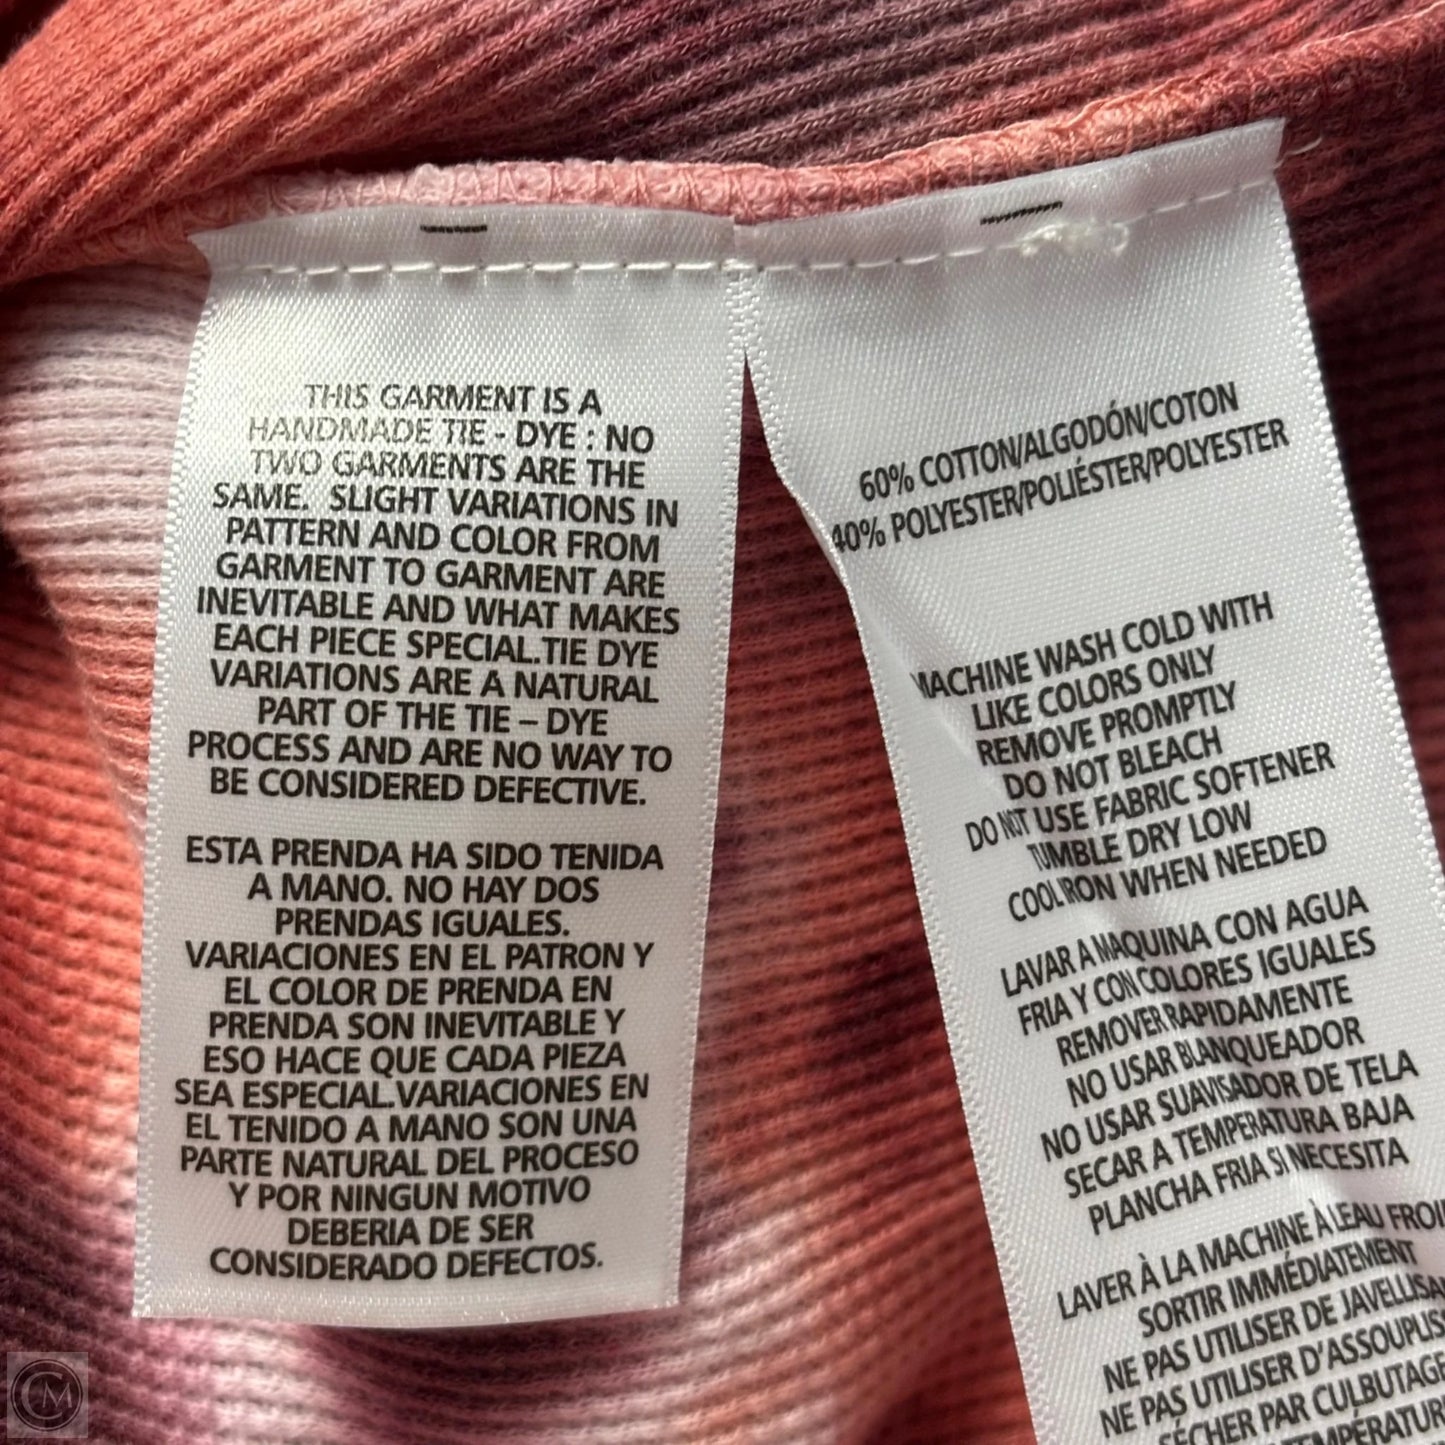 THIS GARMENT IS A
HANDMADE TIE - DYE : NO
TWO GARMENTS ARE THE
SAME. SLIGHT VARIATIONS IN
PATTERN AND COLOR FROM
GARMENT TO GARMENT ARE
INEVITABLE AND WHAT MAKES
EACH PIECE SPECIAL.TIE DYE
VARIATIONS ARE A NATURAL
PART OF THE TIE – DYE
PROCESS AND ARE NO WAY TO
BE CONSIDERED DEFECTIVE.
ESTA PRENDA HA SIDO TENIDA
A MANO. NO HAY DOS
PRENDAS IGUALES.
VARIACIONES EN EL PATRON Y
EL COLOR DE PRENDA EN
PRENDA SON INEVITABLE Y
ESO HACE QUE CADA PIEZA
SEA ESPECIAL.VARIACIONES EN
EL TENIDO A MANO SON UNA
PARTE NATURAL DEL PROCESO
Y POR NINGUN MOTIVO
DEBERIA DE SER
CONSIDERADO DEFECTOS.
60% COTTON/ALGODÓN/COTON
40% POLYESTER/POLIÉSTER/POLYESTER
MACHINE WASH COLD WITH
LIKE COLORS ONLY
REMOVE PROMPTLY
DO NOT BLEACH
DO NOT USE FABRIC SOFTENER
TUMBLE DRY LOW
COOL IRON WHEN NEEDED
LAVAR A MAQUINA CON AGUA
FRIA Y CON COLORES IGUALES
REMOVER RAPIDAMENTE
NO USAR BLANQUEADOR
NO USAR SUAVISADOR DE TELA
SECAR A TEMPERATURA BAJA
PLANCHA FRIA SI NECESITA
LAVER À LA MACHINE À LEAU
SORTIR IMMÉDIATEMENT
NE PAS UTILISER DE
NE PAS UTILISER
SÉCHER PAR CULBUTAGE
CM